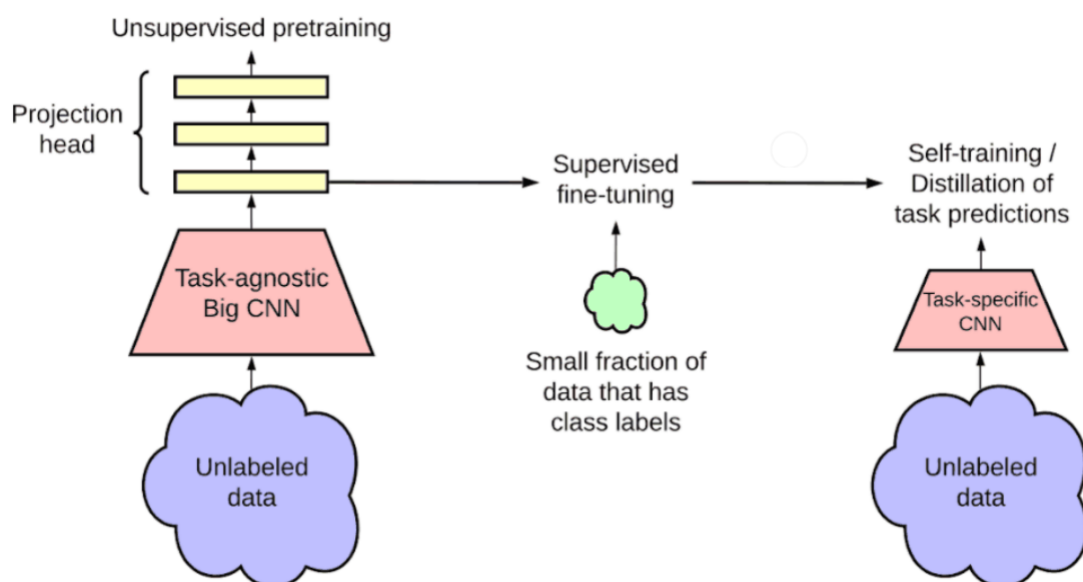 Unsupervised pretraining
Projection
head
Task-agnostic
Big CNN
Unlabeled
data
Supervised
fine-tuning
Small fraction of
data that has
class labels
Self-training /
Distillation of
task predictions
Task-specific
CNN
Unlabeled
data